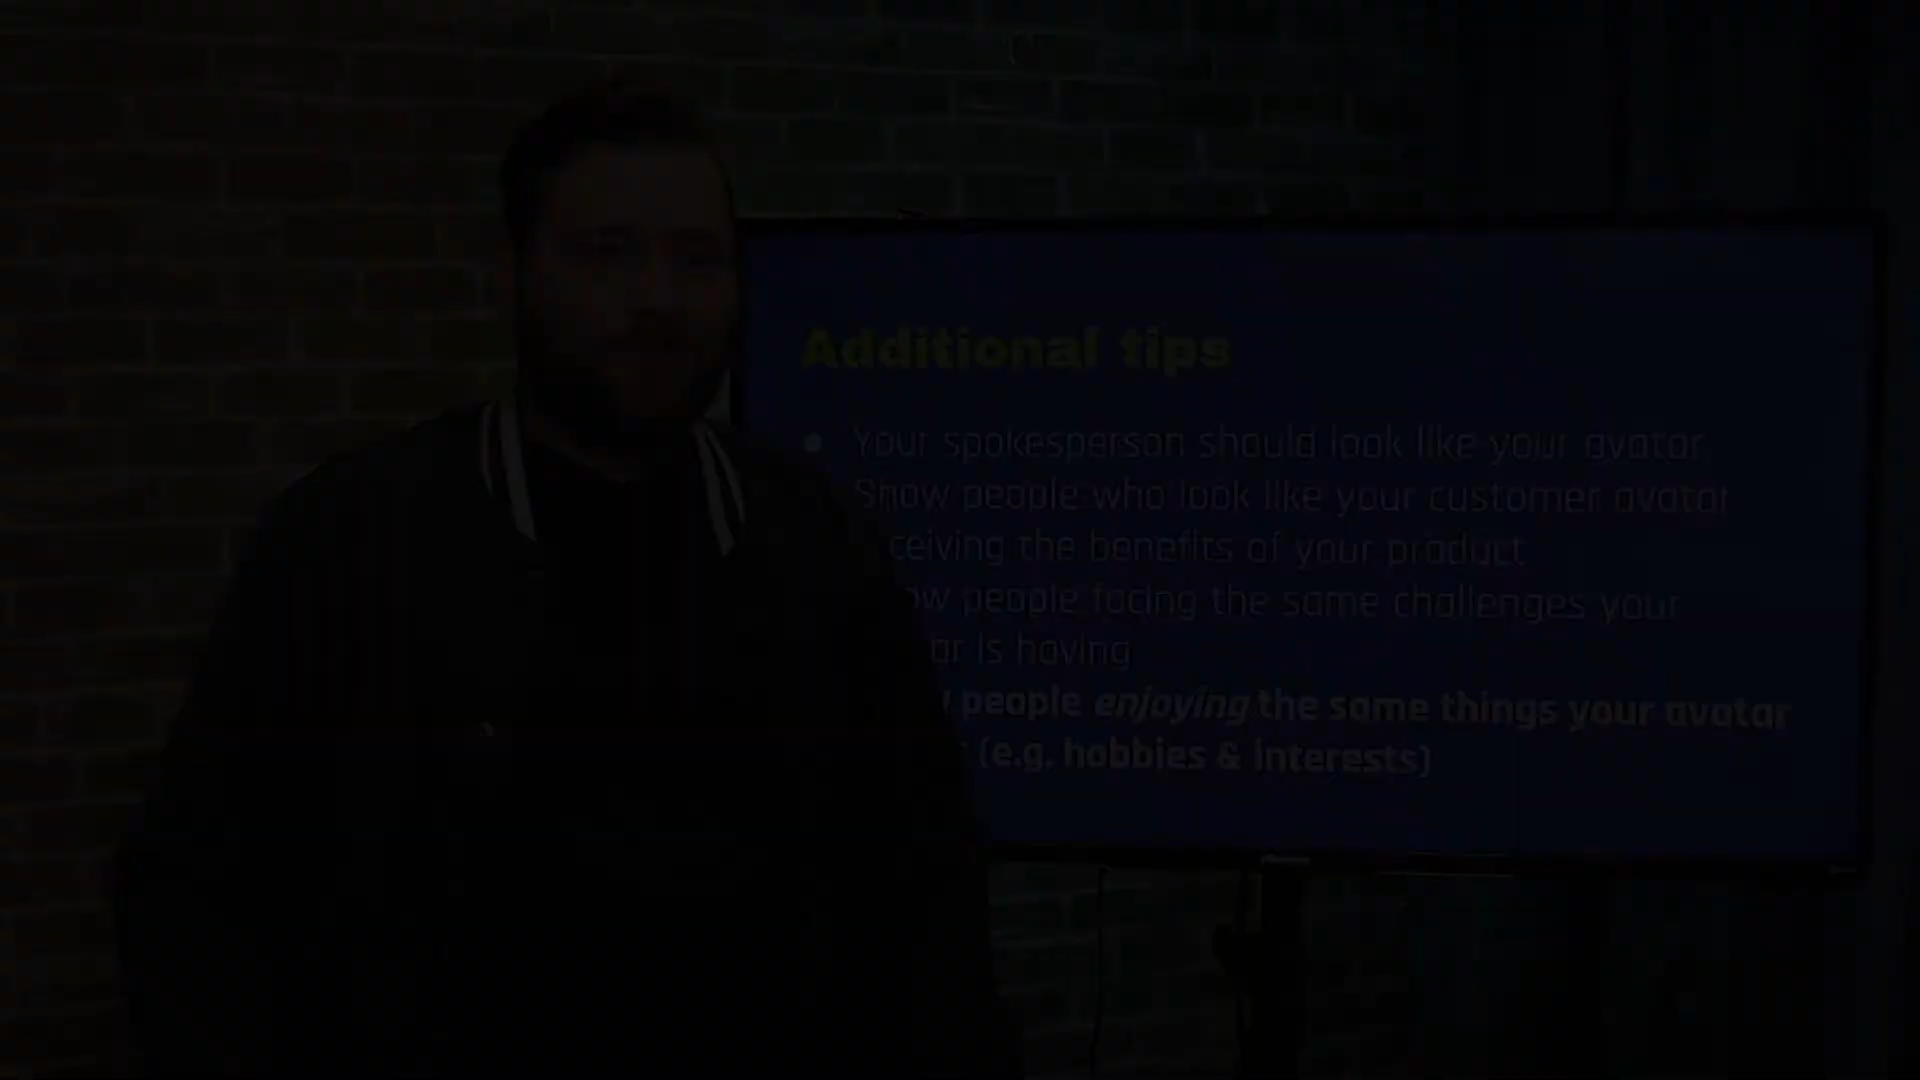 Additional tips
• Your spokesperson should look like your avatar
Show people who look like your customer avatar
ceiving the benefits of your product
ow people facing the same challenges your
ar is having
people enjoying the same things your avatar
(e.g. hobbies & interests)